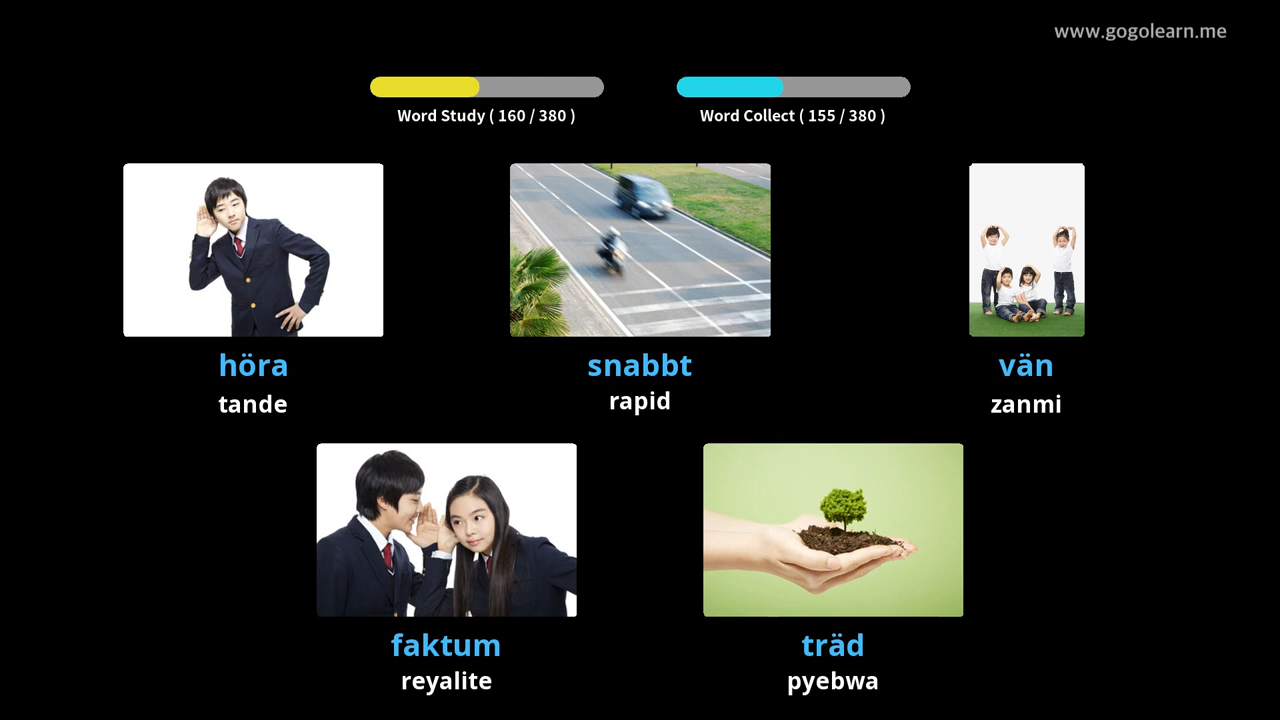 www.gogolearn.me
Word Study ( 160 / 380 )
Word Collect ( 155 / 380 )
höra
tande
snabbt
rapid
vän
zanmi
faktum
reyalite
träd
pyebwa